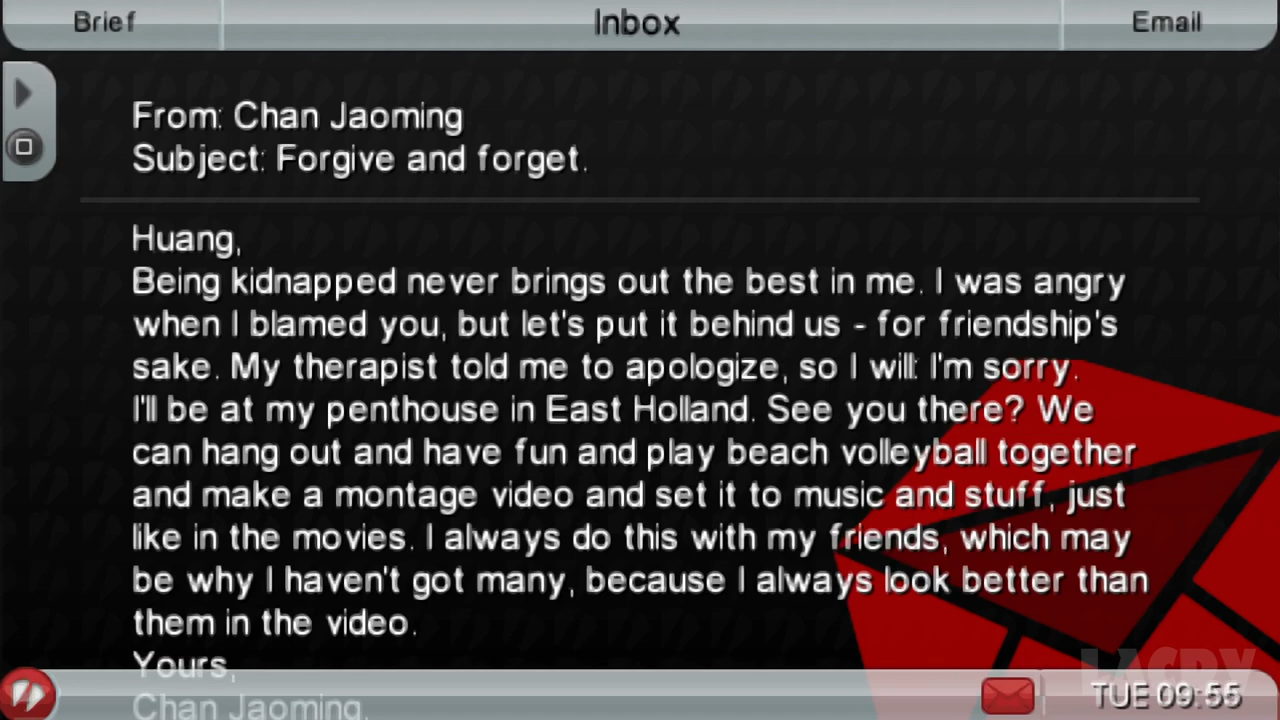 Brief
Inbox
Email
From: Chan Jaoming
Subject: Forgive and forget.
Huang,
Being kidnapped never brings out the best in me. I was angry
when I blamed you, but let's put it behind us - for friendship's
sake. My therapist told me to apologize, so I will: I'm sorry.
I'll be at my penthouse in East Holland. See you there? We
can hang out and have fun and play beach volleyball together
and make a montage video and set it to music and stuff, just
like in the movies. I always do this with my friends, which may
be why I haven't got many, because I always look better than
them in the video.
Yours,
Chan Jaoming.
TUE 09:55